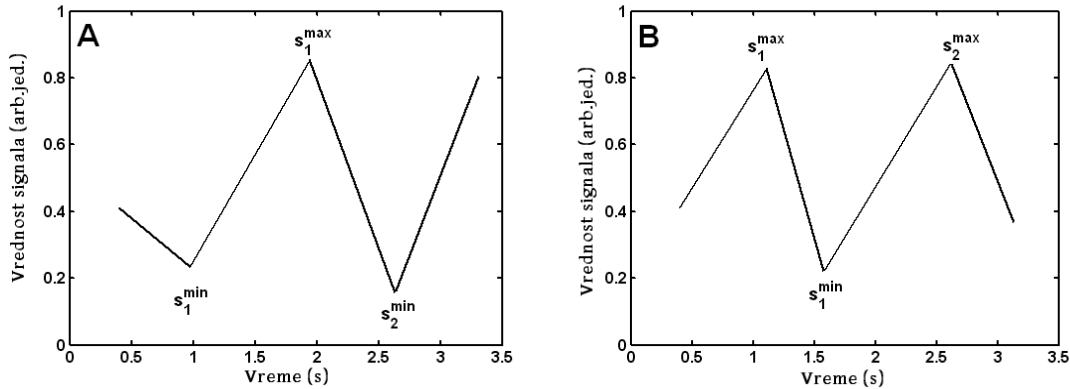 A
s₁ᵐᵃˣ
1
0.8
0.6
0.4
0.2
0
Vrednost signala (arb.jed.)
s₁ᵐⁱⁿ
s₂ᵐⁱⁿ
0 0.5 1 1.5 2 2.5 3 3.5
Vreme (s)
B
s₁ᵐᵃˣ
s₂ᵐᵃˣ
1
0.8
0.6
0.4
0.2
0
Vrednost signala (arb.jed.)
s₁ᵐⁱⁿ
0 0.5 1 1.5 2 2.5 3 3.5
Vreme (s)